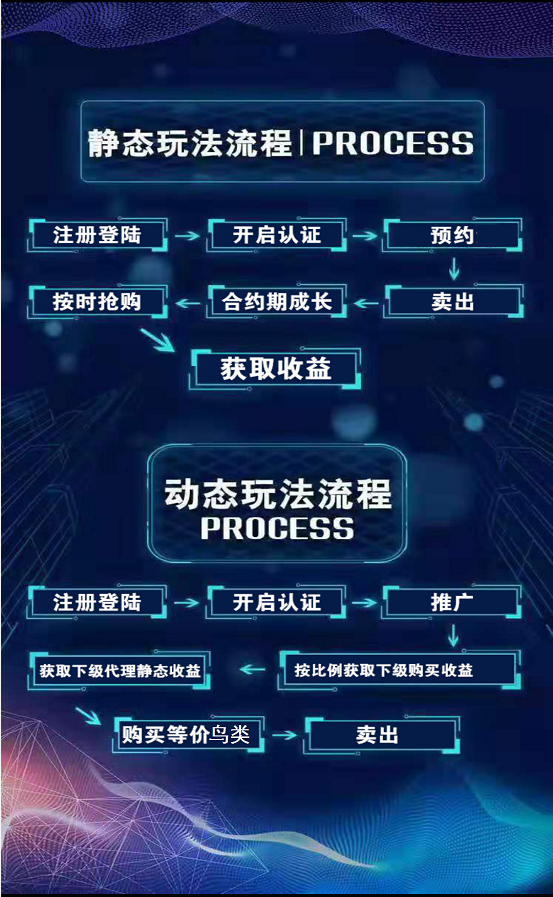 静态玩法流程|PROCESS
注册登陆
开启认证
预约
按时抢购
合约期成长
卖出
获取收益
动态玩法流程
PROCESS
注册登陆
开启认证
推广
获取下级代理静态收益
按比例获取下级购买收益
购买等价鸟类
卖出